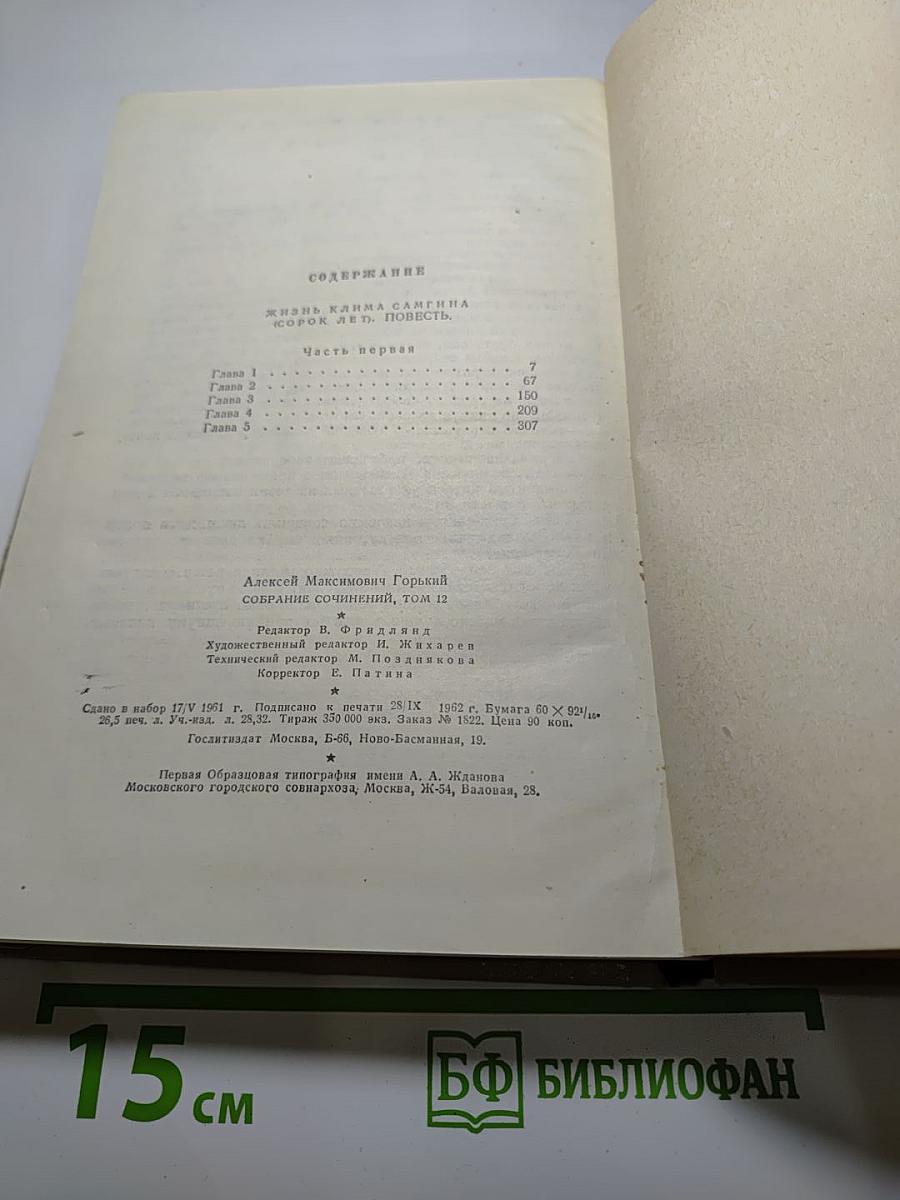 СОДЕРЖАНИЕ
ЖИЗНЬ КЛИМА САМГИНА
(СОРОК ЛЕТ). ПОВЕСТЬ.
Часть первая
Глава 1 . . . . . . . . . . . . . . . . . . 7
Глава 2 . . . . . . . . . . . . . . . . . . 67
Глава 3 . . . . . . . . . . . . . . . . . . 150
Глава 4 . . . . . . . . . . . . . . . . . . 209
Глава 5 . . . . . . . . . . . . . . . . . . 307
Алексей Максимович Горький
СОБРАНИЕ СОЧИНЕНИЙ, ТОМ 12
★
Редактор В. Фридлянд
Художественный редактор И. Жихарев
Технический редактор М. Позднякова
Корректор Е. Патина
★
Сдано в набор 17/V 1961 г. Подписано к печати 28/IX 1962 г. Бумага 60 × 92¹/₁₆.
26,5 печ. л. Уч.-изд. л. 28,32. Тираж 350 000 экз. Заказ № 1822. Цена 90 коп.
Гослитиздат Москва, Б-66, Ново-Басманная, 19.
★
Первая Образцовая типография имени А. А. Жданова
Московского городского совнархоза, Москва, Ж-54, Валовая, 28.
15 см
БФ БИБЛИОФАН